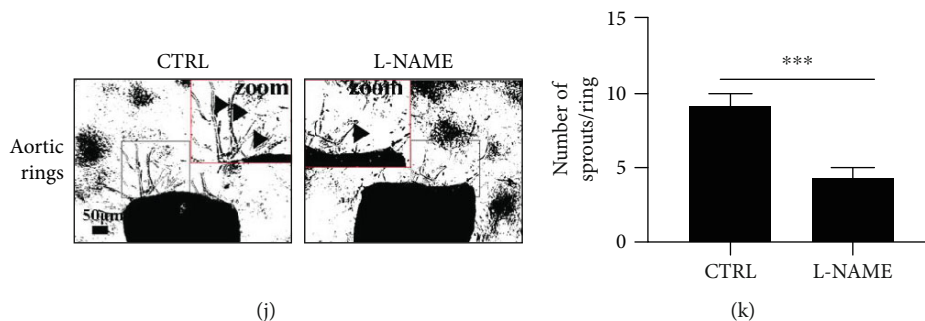 CTRL
L-NAME
Aortic
rings
zoom
zoom
50μm
(j)
Number of
sprouts/ring
15
10
5
0
***
CTRL
L-NAME
(k)